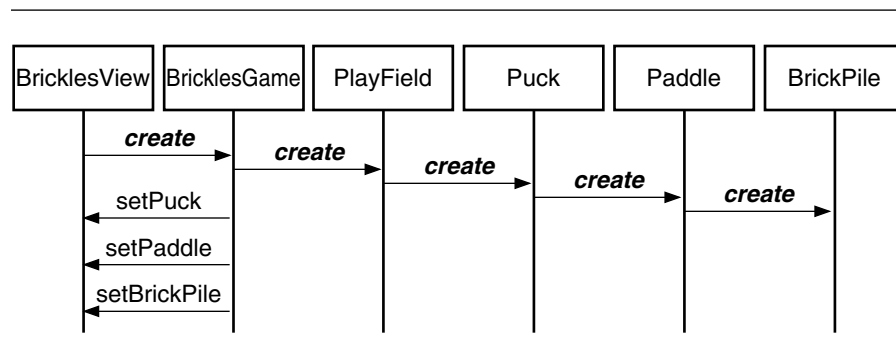 BricklesView BricklesGame PlayField Puck Paddle BrickPile
create
create
create
create
create
setPuck
setPaddle
setBrickPile